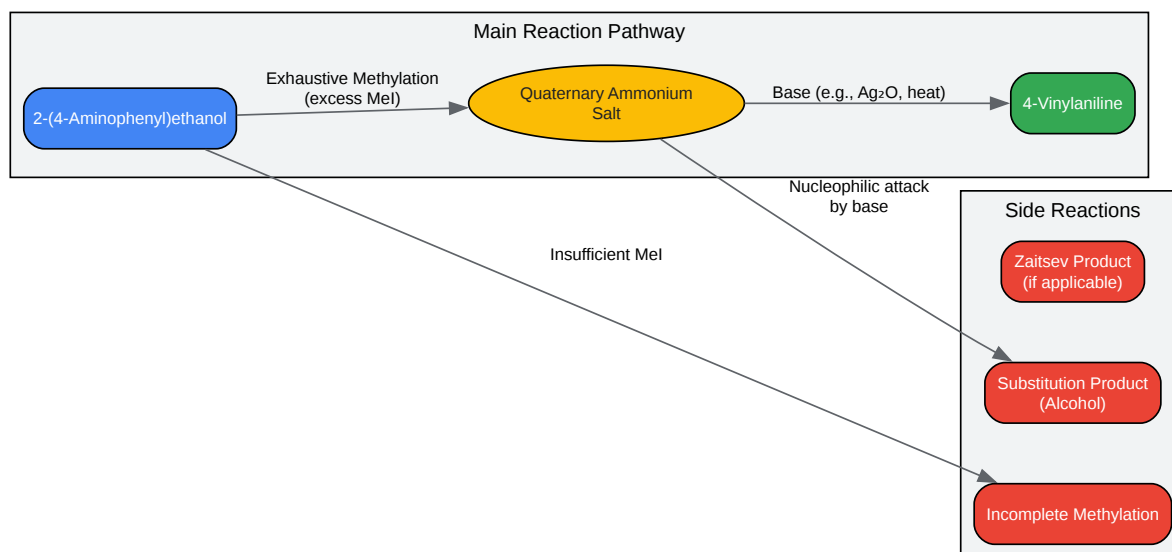 Main Reaction Pathway
Exhaustive Methylation
(excess MeI)
2-(4-Aminophenyl)ethanol
Quaternary Ammonium
Salt
Base (e.g., Ag₂O, heat)
4-Vinylaniline
Nucleophilic attack
by base
Insufficient MeI
Side Reactions
Zaitsev Product
(if applicable)
Substitution Product
(Alcohol)
Incomplete Methylation